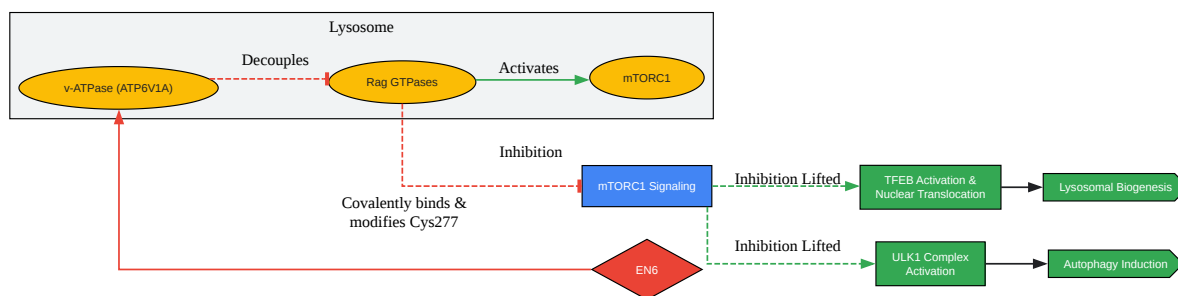 Lysosome
Decouples
v-ATPase (ATP6V1A)
Rag GTPases
Activates
mTORC1
Inhibition
mTORC1 Signaling
Inhibition Lifted
TFEB Activation &
Nuclear Translocation
Lysosomal Biogenesis
Covalently binds &
modifies Cys277
Inhibition Lifted
ULK1 Complex
Activation
Autophagy Induction
EN6